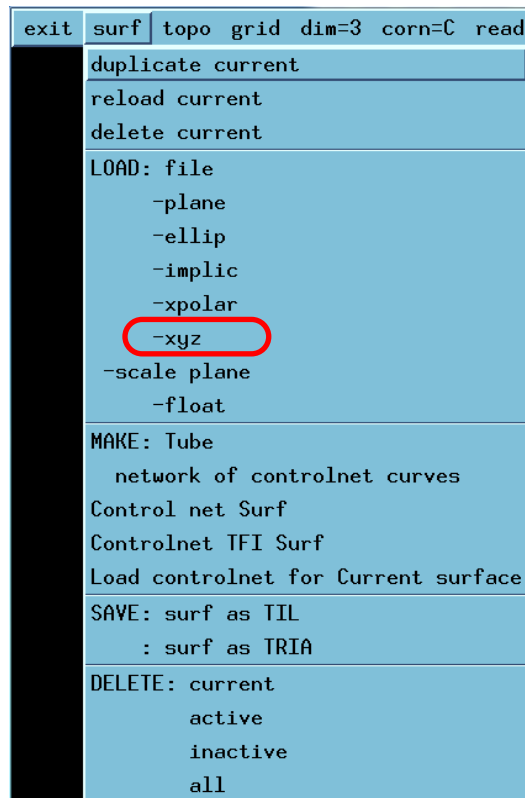 exit surf topo grid dim=3 corn=C read
duplicate current
reload current
delete current
LOAD: file
-plane
-ellip
-implic
-xpolar
-xyz
-scale plane
-float
MAKE: Tube
network of controlnet curves
Control net Surf
Controlnet TFI Surf
Load controlnet for Current surface
SAVE: surf as TIL
: surf as TRIA
DELETE: current
active
inactive
all